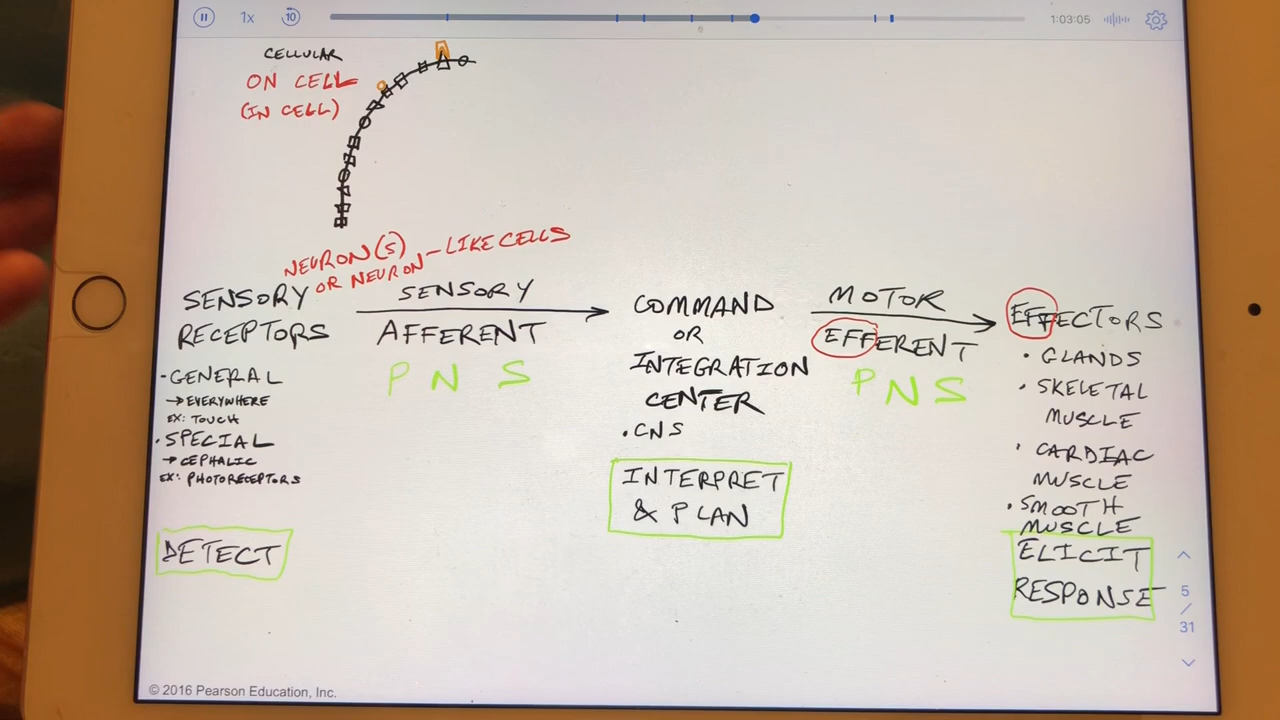 1x
10
1:03:05
CELLULAR
ON CELL
(IN CELL)
NEURON(S)
OR NEURON-LIKE CELLS
SENSORY
RECEPTORS
- GENERAL
→ EVERYWHERE
EX: TOUCH
• SPECIAL
→ CEPHALIC
EX: PHOTORECEPTORS
DETECT
SENSORY
AFFERENT
PNS
COMMAND
OR
INTEGRATION
CENTER
• CNS
INTERPRET
& PLAN
MOTOR
EFFERENT
PNS
EFFECTORS
• GLANDS
• SKELETAL
MUSCLE
• CARDIAC
MUSCLE
• SMOOTH
MUSCLE
ELICIT
RESPONSE
5
/
31
© 2016 Pearson Education, Inc.